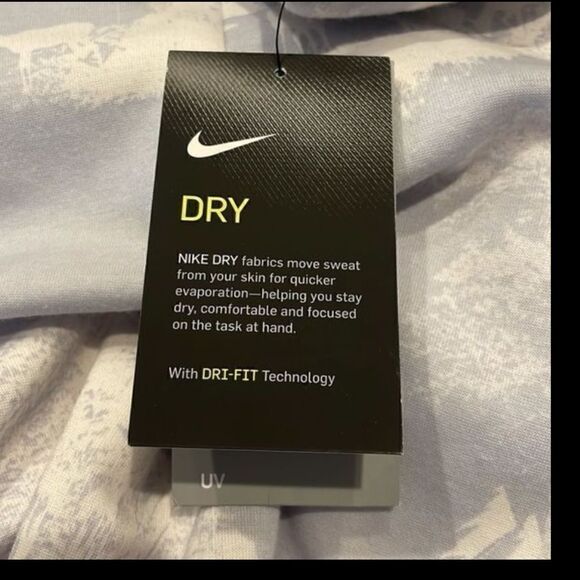 DRY
NIKE DRY fabrics move sweat
from your skin for quicker
evaporation—helping you stay
dry, comfortable and focused
on the task at hand.
With DRI-FIT Technology
UV